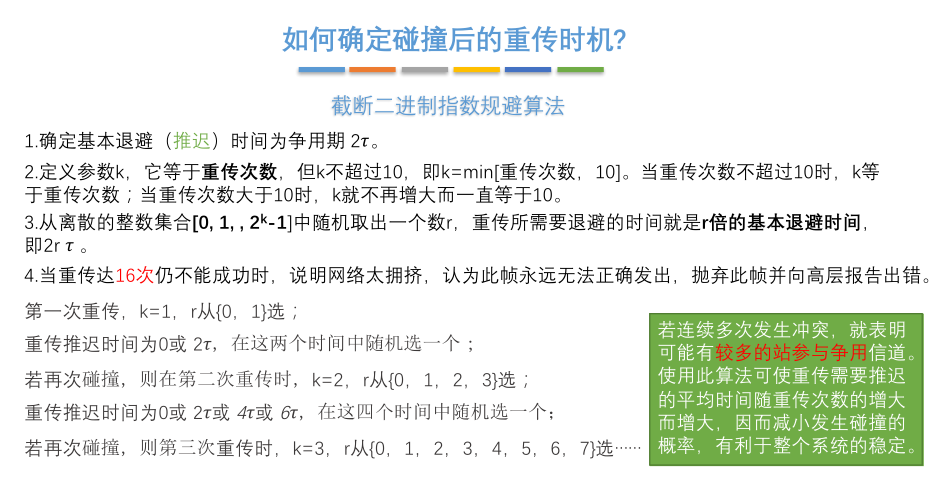 如何确定碰撞后的重传时机?
截断二进制指数规避算法
1.确定基本退避（推迟）时间为争用期 2τ。
2.定义参数k，它等于重传次数，但k不超过10，即k=min[重传次数，10]。当重传次数不超过10时，k等
于重传次数；当重传次数大于10时，k就不再增大而一直等于10。
3.从离散的整数集合[0, 1, , 2ᵏ-1]中随机取出一个数r，重传所需要退避的时间就是r倍的基本退避时间，
即2r τ 。
4.当重传达16次仍不能成功时，说明网络太拥挤，认为此帧永远无法正确发出，抛弃此帧并向高层报告出错。
第一次重传，k=1，r从{0，1}选；
重传推迟时间为0或 2τ，在这两个时间中随机选一个；
若再次碰撞，则在第二次重传时，k=2，r从{0，1，2，3}选；
重传推迟时间为0或 2τ或 4τ或 6τ，在这四个时间中随机选一个；
若再次碰撞，则第三次重传时，k=3，r从{0，1，2，3，4，5，6，7}选……
若连续多次发生冲突，就表明
可能有较多的站参与争用信道。
使用此算法可使重传需要推迟
的平均时间随重传次数的增大
而增大，因而减小发生碰撞的
概率，有利于整个系统的稳定。